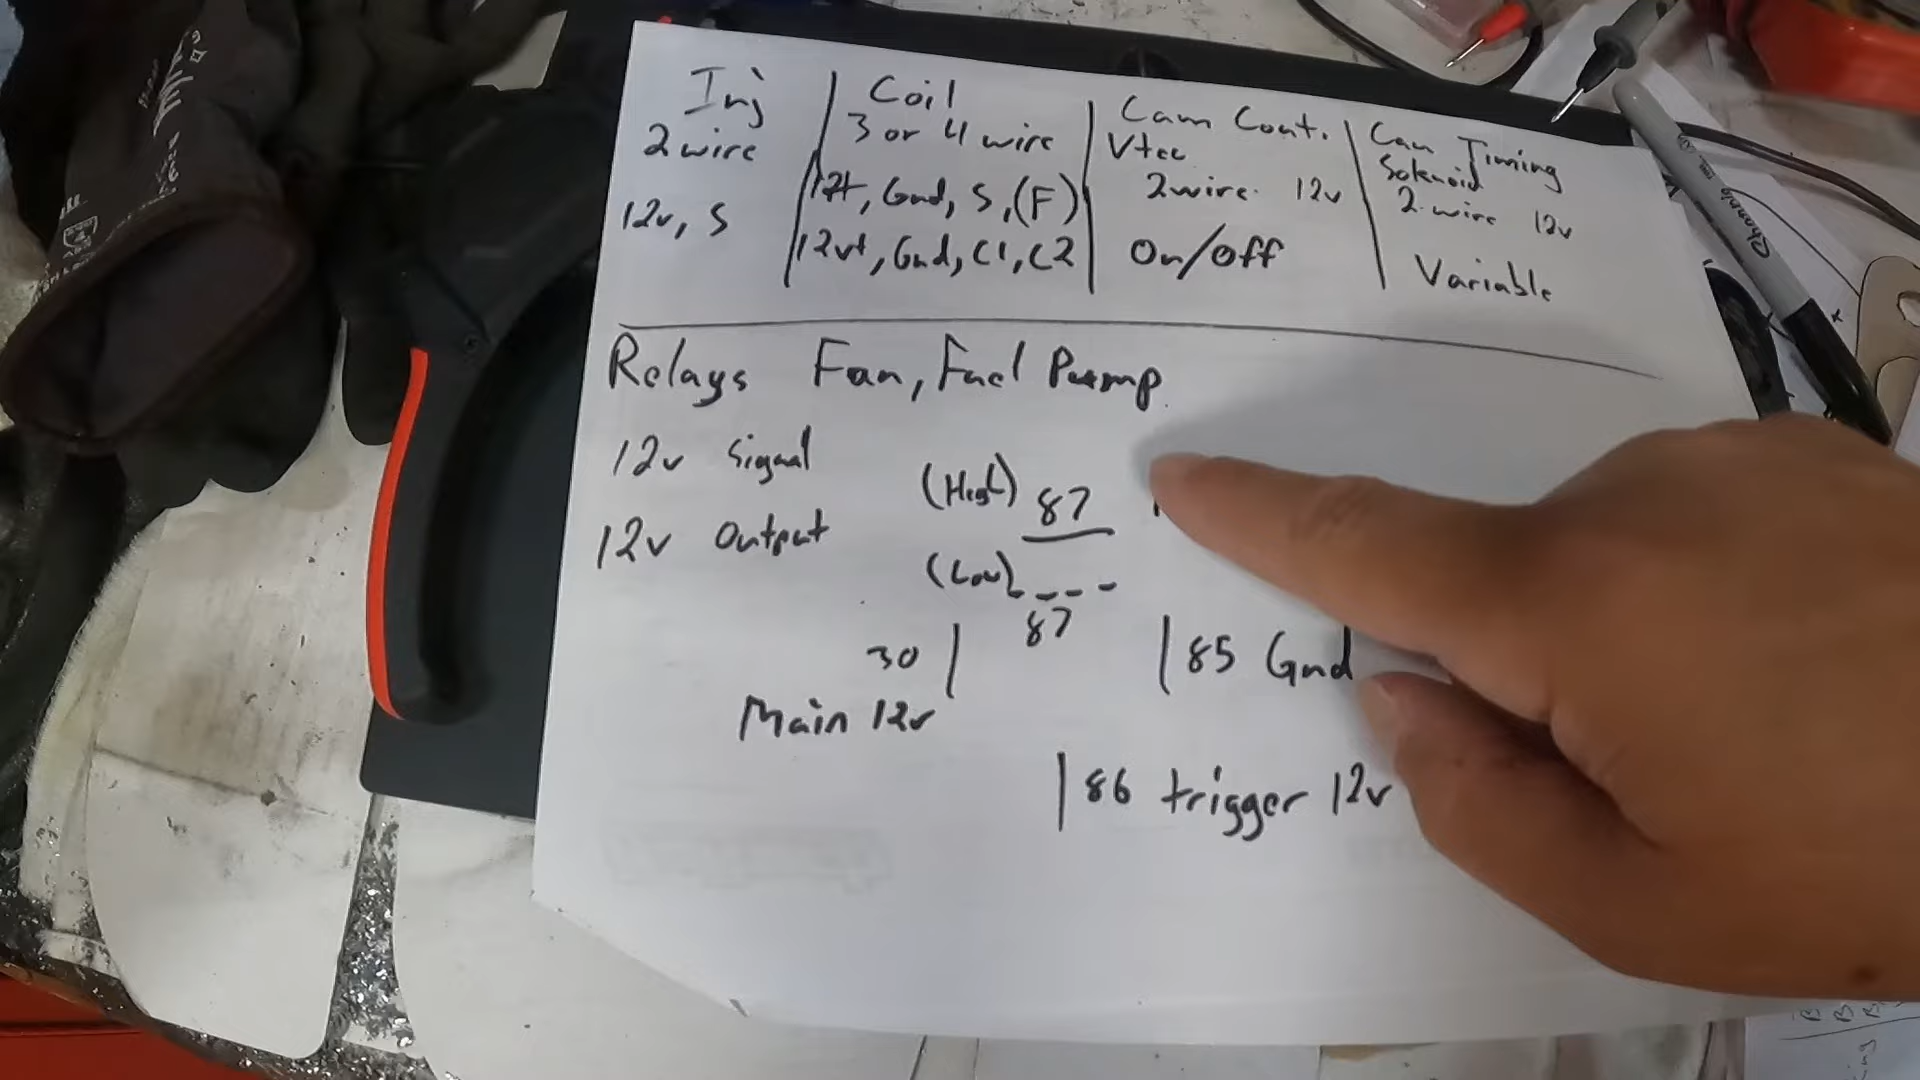 Inj
2 wire
12v, S
Coil
3 or 4 wire
12+, Gnd, S, (F)
12v+, Gnd, C1, C2
Cam Cont.
Vtec
2 wire 12v
On/Off
Cam Timing
Solenoid
2 wire 12v
Variable
Relays Fan, Fuel Pump
12v Signal
12v Output
(High) 87
(Low)
87
30
Main 12v
85 Gnd
86 trigger 12v